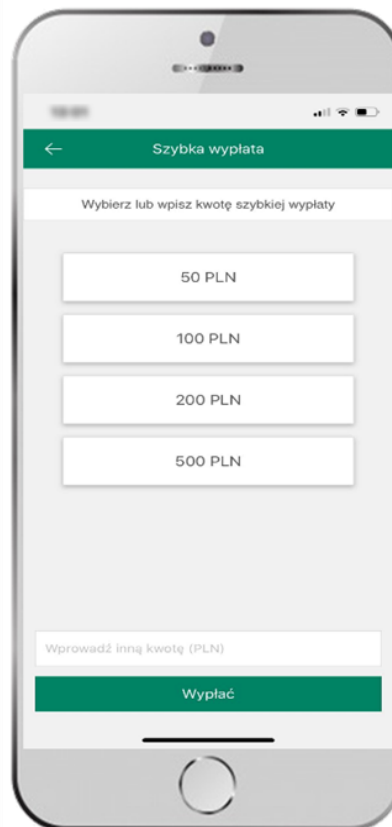 Szybka wypłata
Wybierz lub wpisz kwotę szybkiej wypłaty
50 PLN
100 PLN
200 PLN
500 PLN
Wprowadź inną kwotę (PLN)
Wypłać